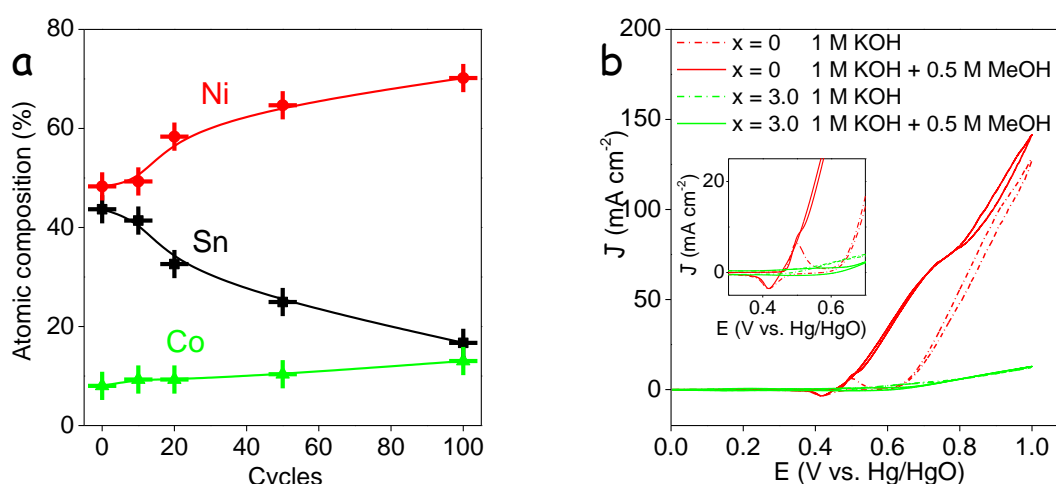 a
80
60
40
20
0
Atomic composition (%)
Ni
Sn
Co
0 20 40 60 80 100
Cycles
b
200
150
100
50
0
J (mA cm-2)
x = 0 1 M KOH
x = 0 1 M KOH + 0.5 M MeOH
x = 3.0 1 M KOH
x = 3.0 1 M KOH + 0.5 M MeOH
20
0
J (mA cm-2)
0.4 0.6
E (V vs. Hg/HgO)
0.0 0.2 0.4 0.6 0.8 1.0
E (V vs. Hg/HgO)